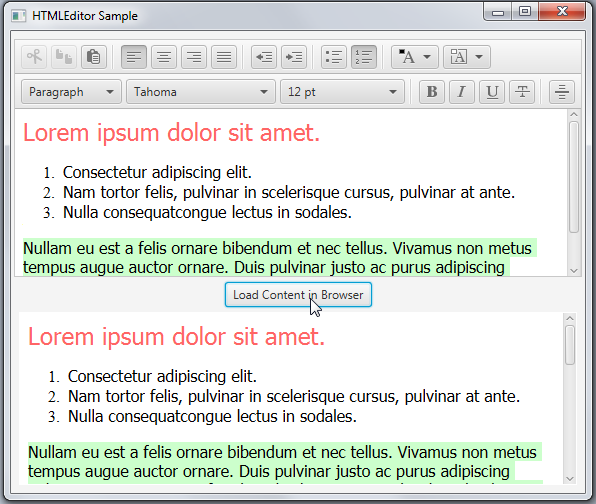 HTMLEditor Sample
Paragraph Tahoma 12 pt B I U T
Lorem ipsum dolor sit amet.
1. Consectetur adipiscing elit.
2. Nam tortor felis, pulvinar in scelerisque cursus, pulvinar at ante.
3. Nulla consequatcongue lectus in sodales.
Nullam eu est a felis ornare bibendum et nec tellus. Vivamus non metus
tempus augue auctor ornare. Duis pulvinar justo ac purus adipiscing
Load Content in Browser
Lorem ipsum dolor sit amet.
1. Consectetur adipiscing elit.
2. Nam tortor felis, pulvinar in scelerisque cursus, pulvinar at ante.
3. Nulla consequatcongue lectus in sodales.
Nullam eu est a felis ornare bibendum et nec tellus. Vivamus non metus
tempus augue auctor ornare. Duis pulvinar justo ac purus adipiscing